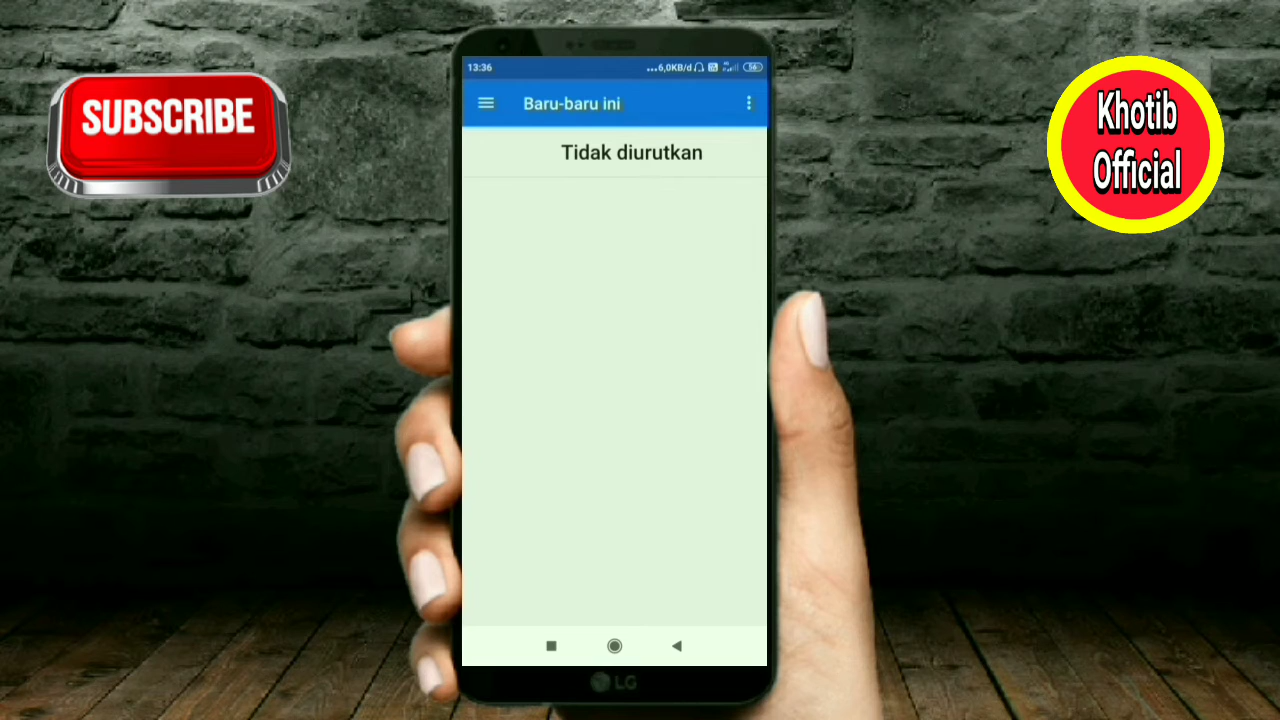 SUBSCRIBE
Khotib
Official
13:36
...6,0KB/d
Baru-baru ini
Tidak diurutkan
LG